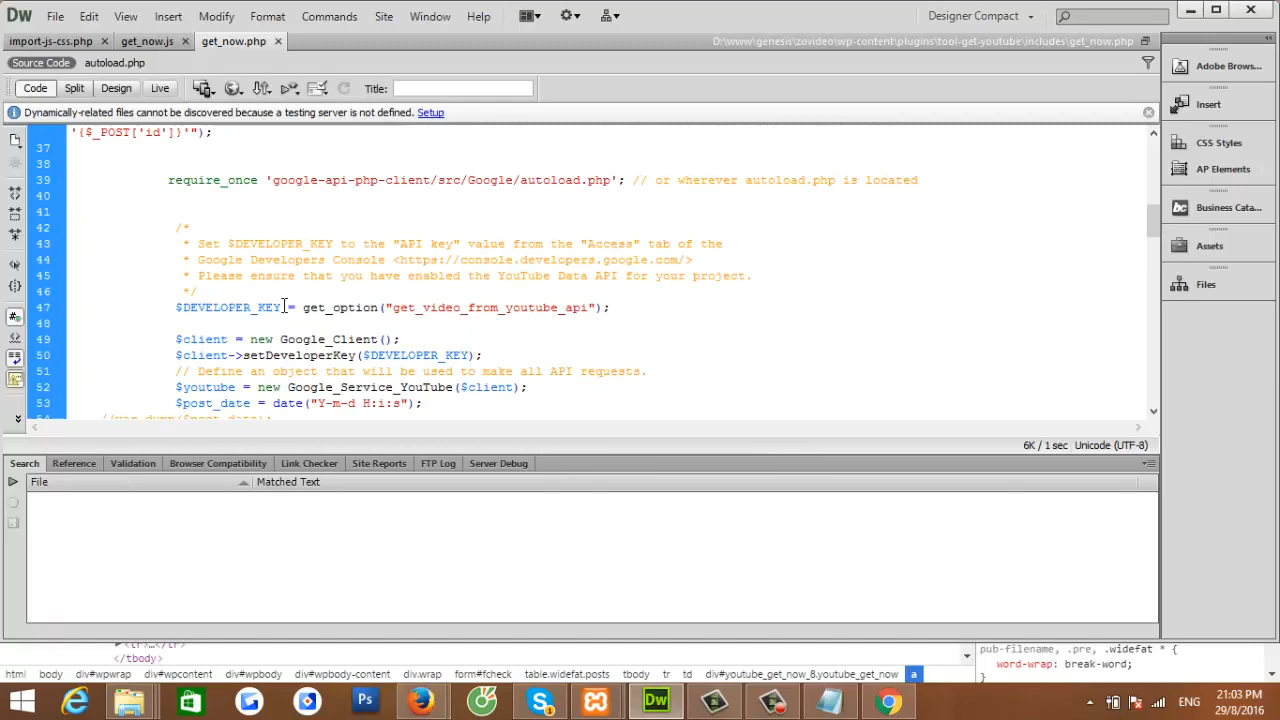 Dw File Edit View Insert Modify Format Commands Site Window Help Designer Compact
import-js-css.php × get_now.js × get_now.php × D:\www\genesis\zovideo\wp-content\plugins\tool-get-youtube\includes\get_now.php
Source Code autoload.php
Code Split Design Live Title:
Dynamically-related files cannot be discovered because a testing server is not defined. Setup
'{$_POST['id']}'");
37
38
39 require_once 'google-api-php-client/src/Google/autoload.php'; // or wherever autoload.php is located
40
41
42 /*
43 * Set $DEVELOPER_KEY to the "API key" value from the "Access" tab of the
44 * Google Developers Console <https://console.developers.google.com/>
45 * Please ensure that you have enabled the YouTube Data API for your project.
46 */
47 $DEVELOPER_KEY = get_option("get_video_from_youtube_api");
48
49 $client = new Google_Client();
50 $client->setDeveloperKey($DEVELOPER_KEY);
51 // Define an object that will be used to make all API requests.
52 $youtube = new Google_Service_YouTube($client);
53 $post_date = date("Y-m-d H:i:s");
54 //var_dump($post_date);
6K / 1 sec Unicode (UTF-8)
Search Reference Validation Browser Compatibility Link Checker Site Reports FTP Log Server Debug
File Matched Text
Adobe Brows...
Insert
CSS Styles
AP Elements
Business Cata...
Assets
Files
<tr>…</tr>
</tbody>
pub-filename, .pre, .widefat * {
word-wrap: break-word;
}
html body div#wpwrap div#wpcontent div#wpbody div#wpbody-content div.wrap form#fcheck table.widefat.posts tbody tr td div#youtube_get_now_8.youtube_get_now a
Ps Dw ENG
21:03 PM
29/8/2016